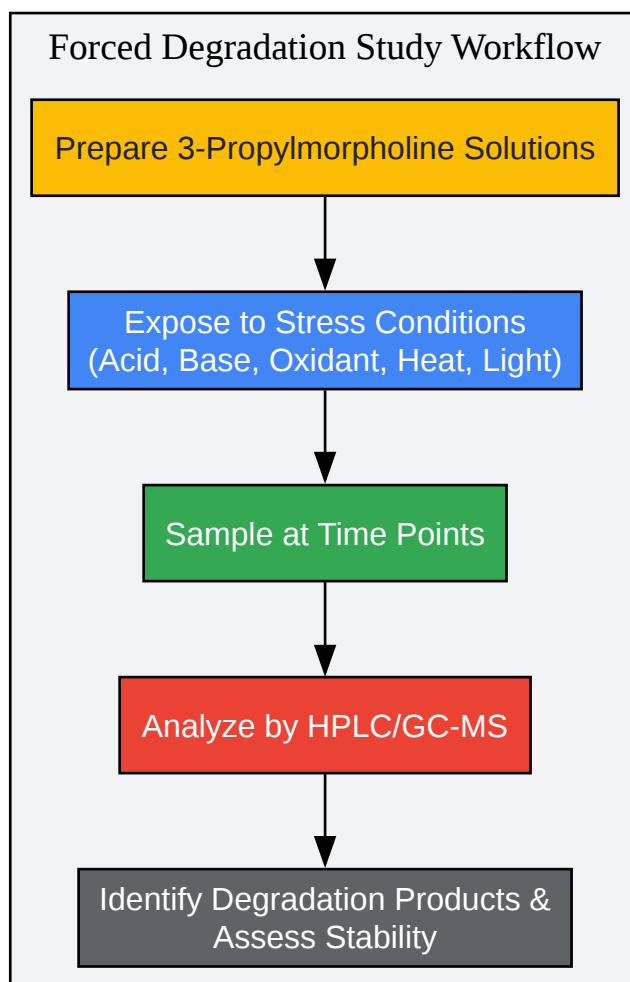 Forced Degradation Study Workflow
Prepare 3-Propylmorpholine Solutions
Expose to Stress Conditions
(Acid, Base, Oxidant, Heat, Light)
Sample at Time Points
Analyze by HPLC/GC-MS
Identify Degradation Products &
Assess Stability